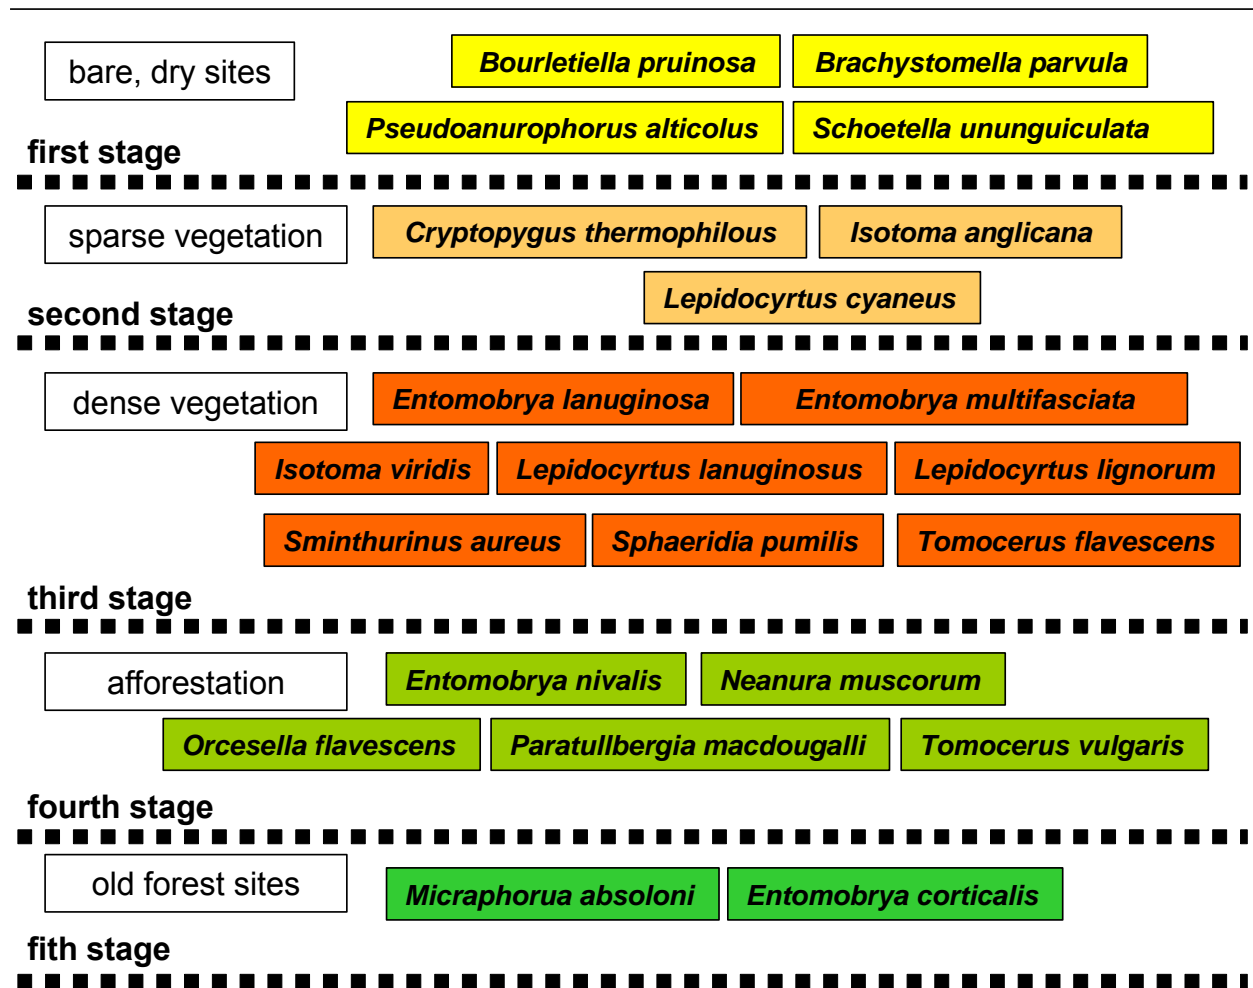 bare, dry sites
Bourletiella pruinosa Brachystomella parvula
Pseudoanurophorus alticolus Schoetella ununguiculata
first stage
sparse vegetation Cryptopygus thermophilous Isotoma anglicana
Lepidocyrtus cyaneus
second stage
dense vegetation Entomobrya lanuginosa Entomobrya multifasciata
Isotoma viridis Lepidocyrtus lanuginosus Lepidocyrtus lignorum
Sminthurinus aureus Sphaeridia pumilis Tomocerus flavescens
third stage
afforestation Entomobrya nivalis Neanura muscorum
Orcesella flavescens Paratullbergia macdougalli Tomocerus vulgaris
fourth stage
old forest sites Micraphorua absoloni Entomobrya corticalis
fith stage